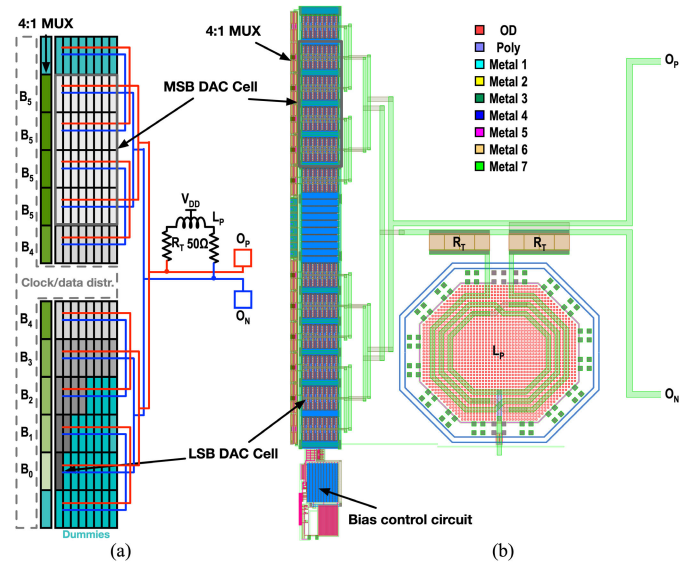 4:1 MUX
B5
B5
B5
B5
B4
Clock/data distr.
B4
B3
B2
B1
B0
Dummies
MSB DAC Cell
LSB DAC Cell
VDD
LP
RT 50Ω
OP
ON
(a)
4:1 MUX
OD
Poly
Metal 1
Metal 2
Metal 3
Metal 4
Metal 5
Metal 6
Metal 7
OP
RT
RT
LP
ON
Bias control circuit
(b)